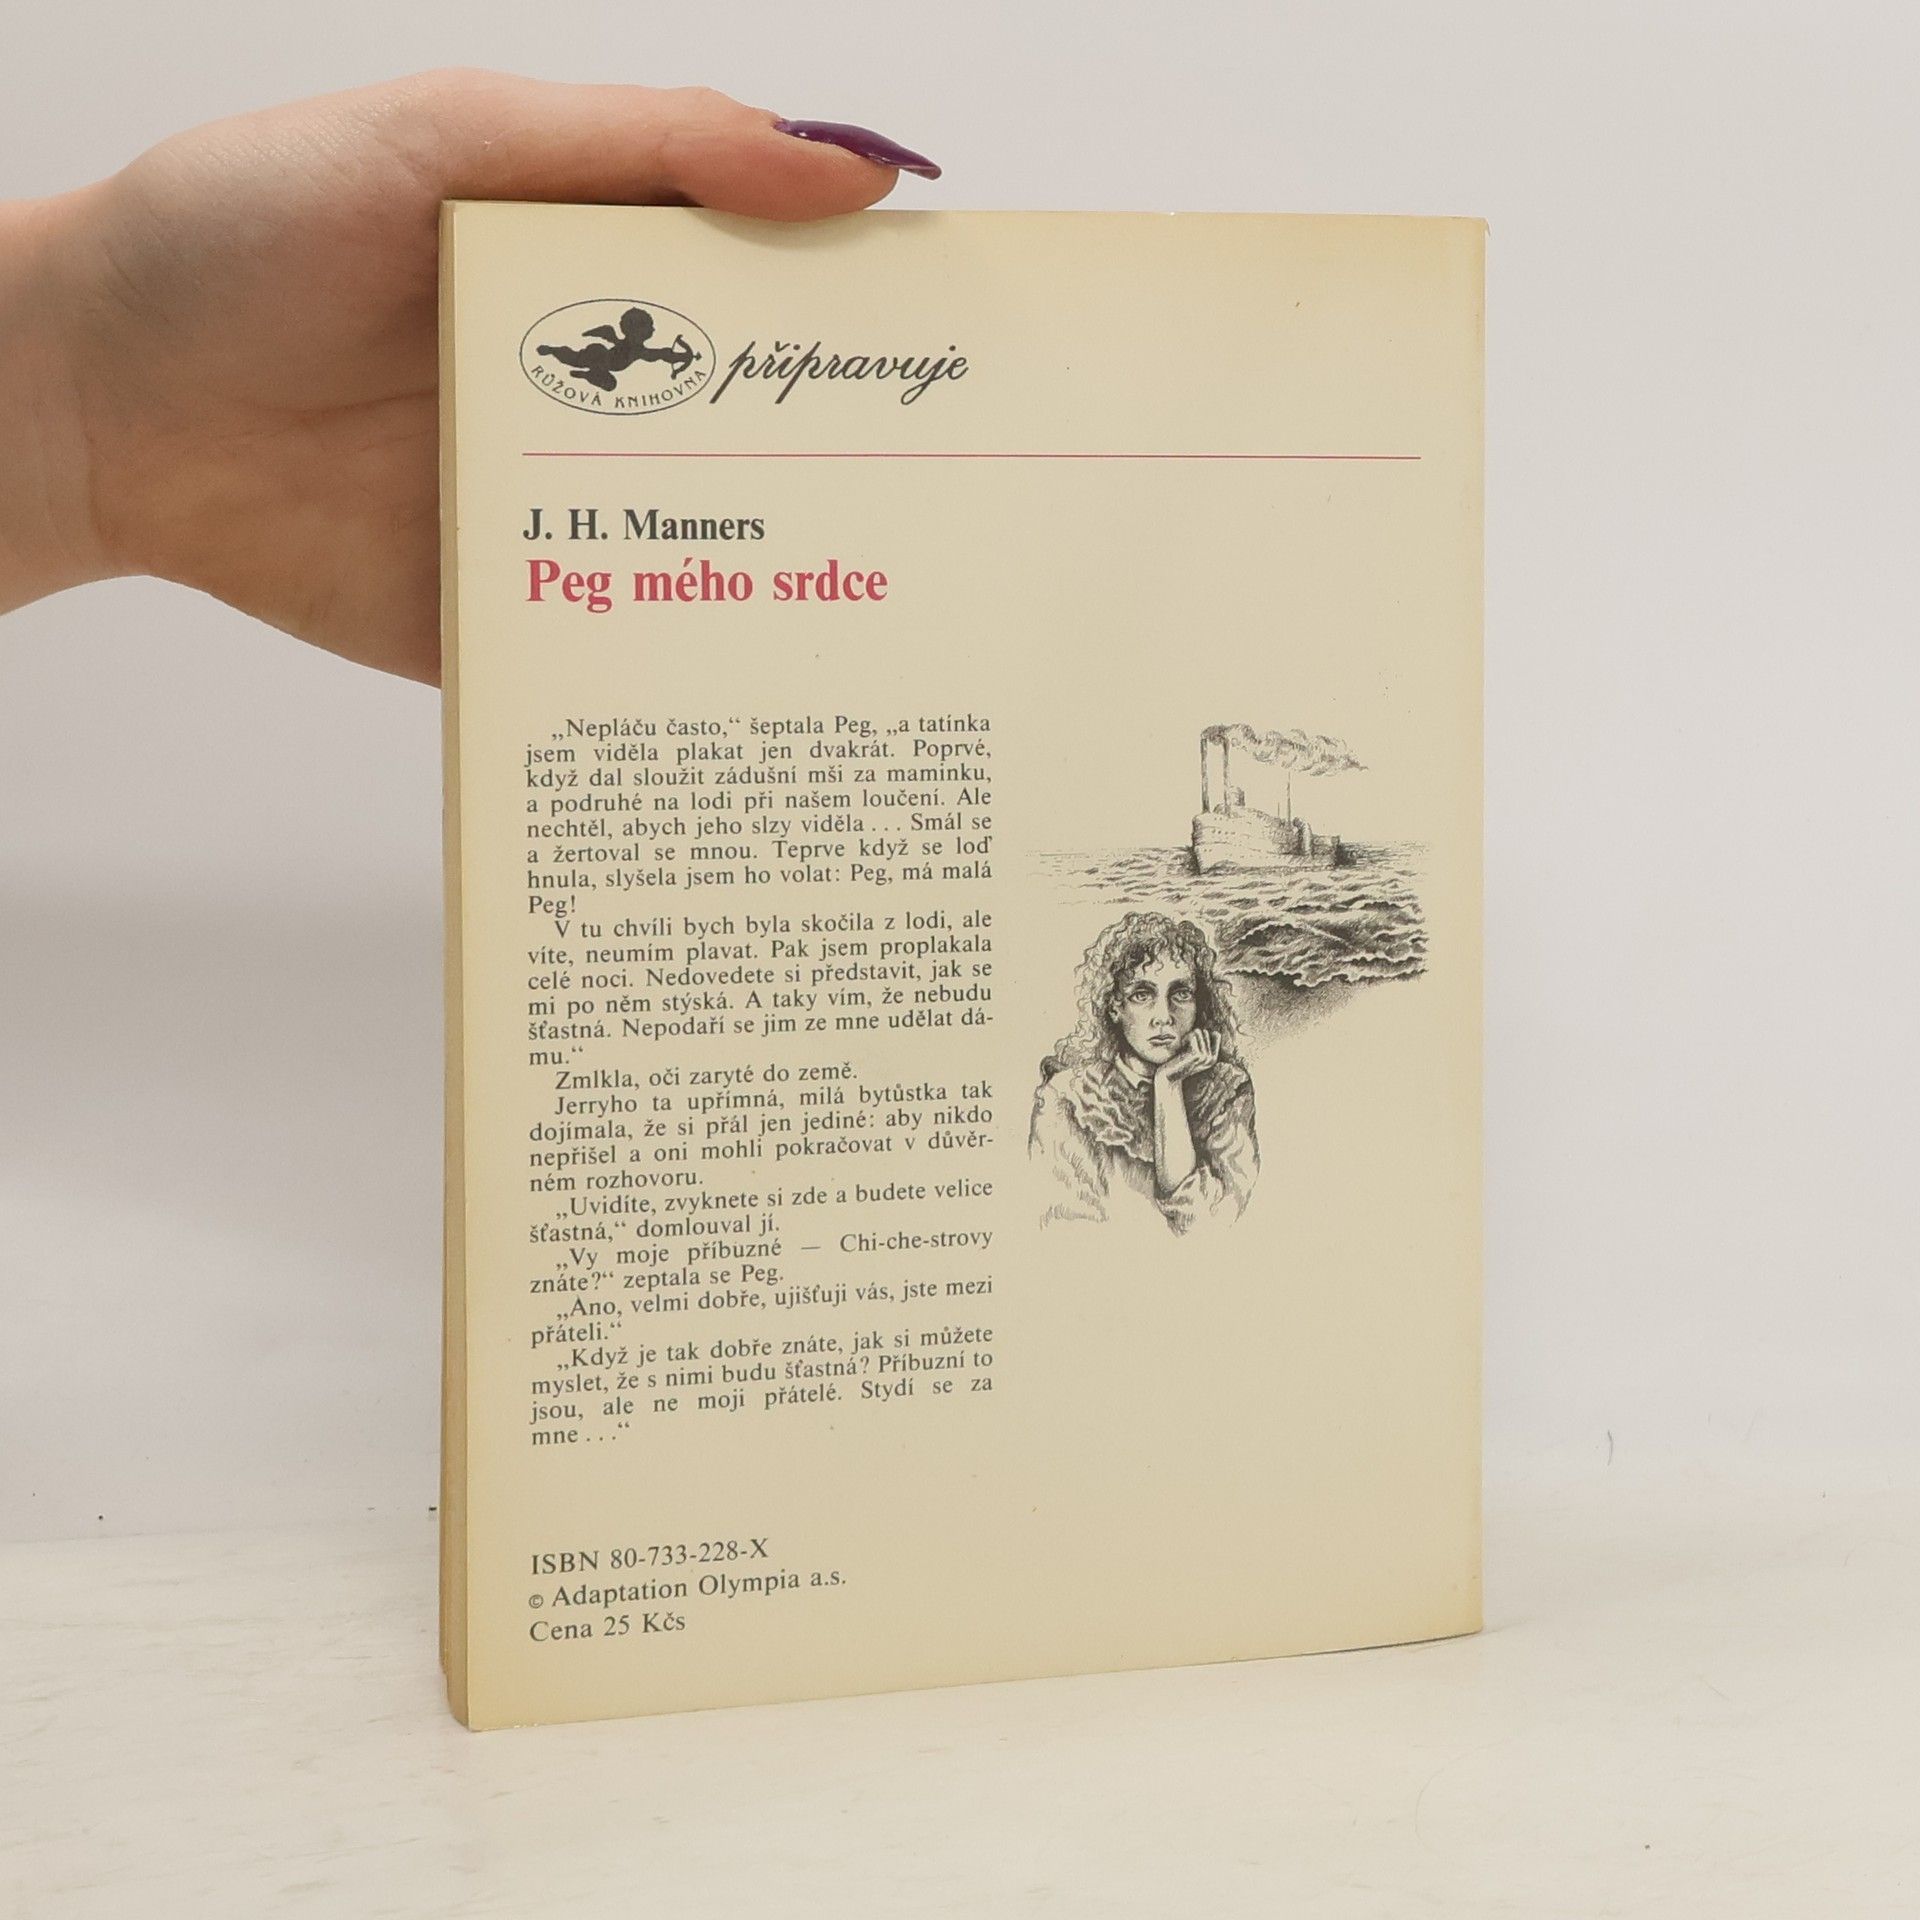 RŮŽOVÁ KNIHOVNA
připravuje
J. H. Manners
Peg mého srdce
„Nepláču často,“ šeptala Peg, „a tatínka
jsem viděla plakat jen dvakrát. Poprvé,
když dal sloužit zádušní mši za maminku,
a podruhé na lodi při našem loučení. Ale
nechtěl, abych jeho slzy viděla... Smál se
a žertoval se mnou. Teprve když se loď
hnula, slyšela jsem ho volat: Peg, má malá
Peg!
V tu chvíli bych byla skočila z lodi, ale
víte, neumím plavat. Pak jsem proplakala
celé noci. Nedovedete si představit, jak se
mi po něm stýská. A taky vím, že nebudu
šťastná. Nepodaří se jim ze mne udělat dá-
mu.“
Zmlkla, oči zaryté do země.
Jerryho ta upřímná, milá bytůstka tak
dojímala, že si přál jen jediné: aby nikdo
nepřišel a oni mohli pokračovat v důvěr-
ném rozhovoru.
„Uvidíte, zvyknete si zde a budete velice
šťastná,“ domlouval jí.
„Vy moje příbuzné — Chi-che-strovy
znáte?“ zeptala se Peg.
„Ano, velmi dobře, ujišťuji vás, jste mezi
přáteli.“
„Když je tak dobře znáte, jak si můžete
myslet, že s nimi budu šťastná? Příbuzní to
jsou, ale ne moji přátelé. Stydí se za
mne...“
ISBN 80-733-228-X
© Adaptation Olympia a.s.
Cena 25 Kčs